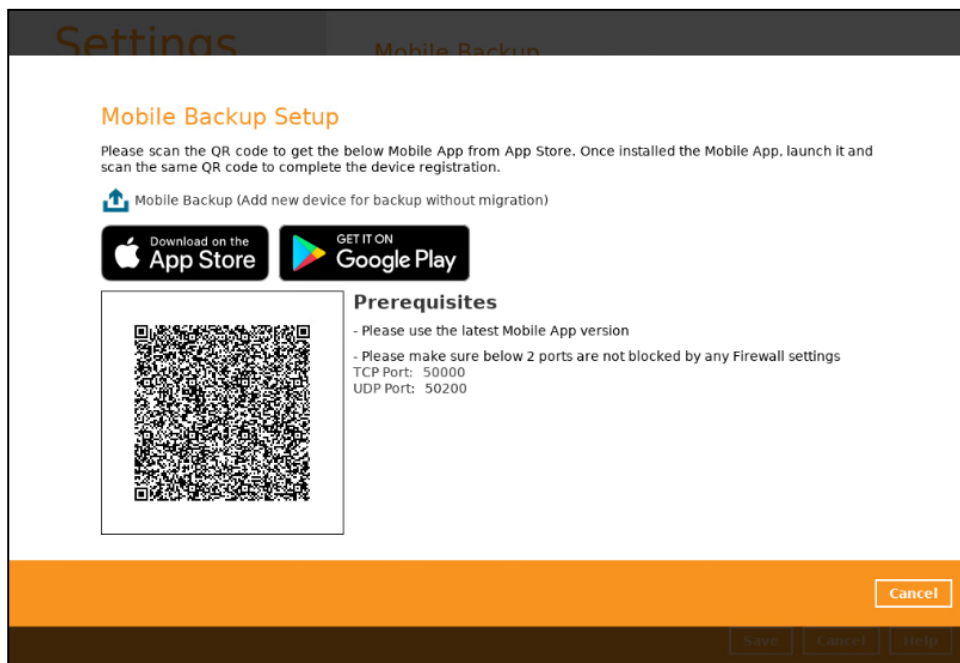 Settings
Mobile Backup
Mobile Backup Setup
Please scan the QR code to get the below Mobile App from App Store. Once installed the Mobile App, launch it and
scan the same QR code to complete the device registration.
Mobile Backup (Add new device for backup without migration)
Download on the
App Store
GET IT ON
Google Play
Prerequisites
- Please use the latest Mobile App version
- Please make sure below 2 ports are not blocked by any Firewall settings
TCP Port: 50000
UDP Port: 50200
Cancel
Save Cancel Help